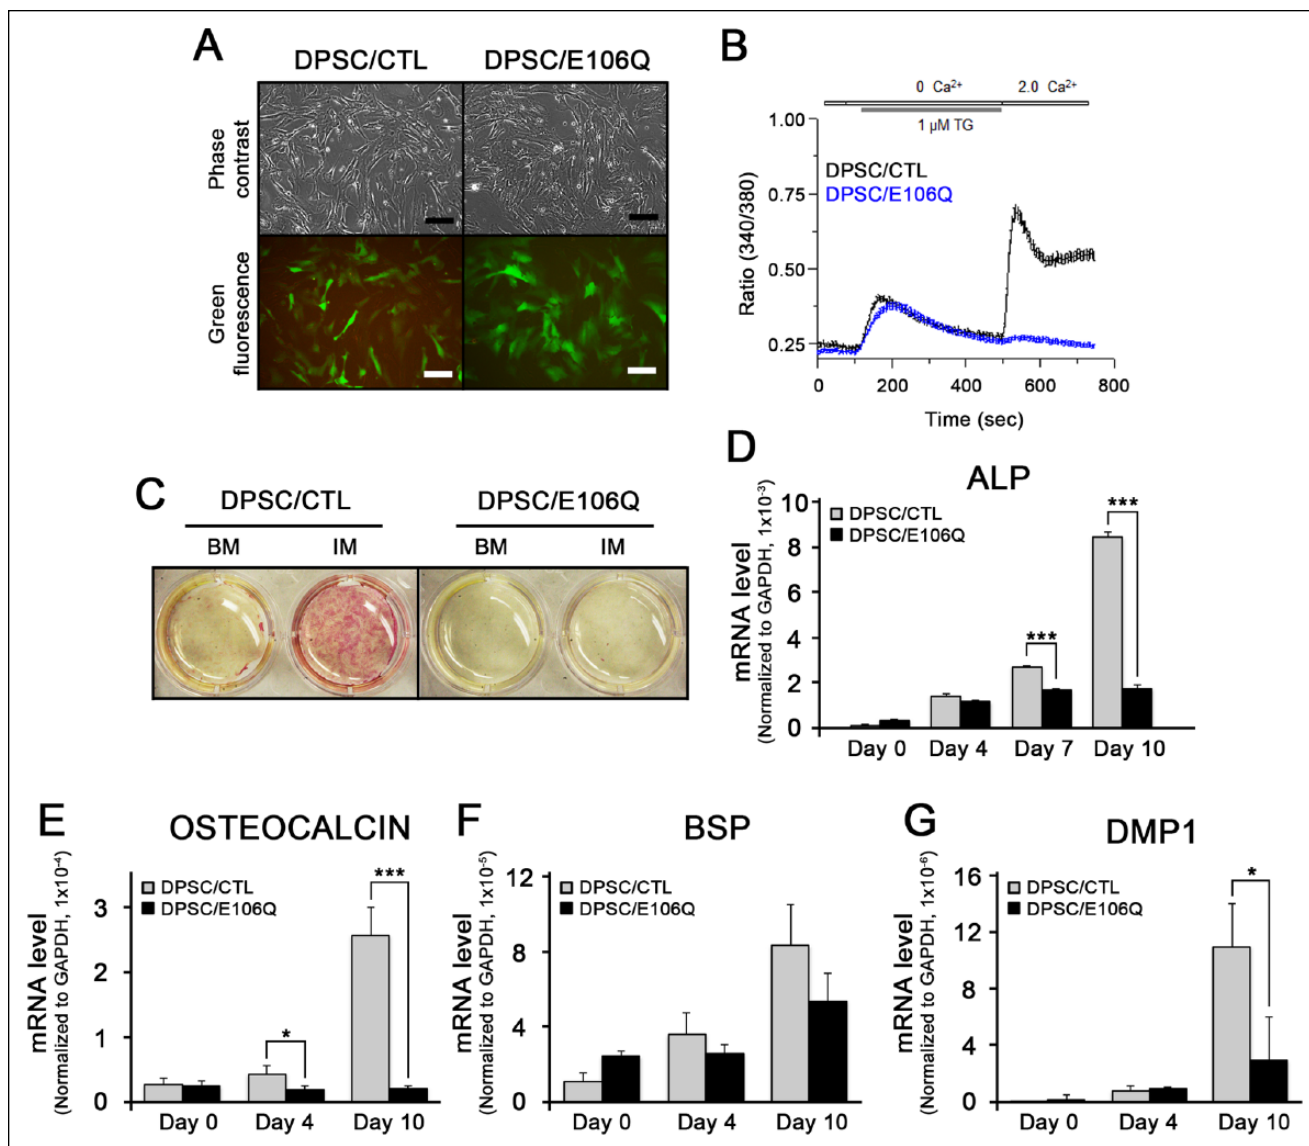 A
DPSC/CTL
DPSC/E106Q
Phase
contrast
Green
fluorescence
B
0 Ca²⁺
2.0 Ca²⁺
1 µM TG
DPSC/CTL
DPSC/E106Q
Ratio (340/380)
1.00
0.75
0.50
0.25
0
200
400
600
800
Time (sec)
C
DPSC/CTL
DPSC/E106Q
BM
IM
BM
IM
D
ALP
DPSC/CTL
DPSC/E106Q
mRNA level
(Normalized to GAPDH, 1x10⁻³)
10
8
6
4
2
0
***
***
Day 0
Day 4
Day 7
Day 10
E
OSTEOCALCIN
DPSC/CTL
DPSC/E106Q
mRNA level
(Normalized to GAPDH, 1x10⁻⁴)
3
2
1
0
*
***
Day 0
Day 4
Day 10
F
BSP
DPSC/CTL
DPSC/E106Q
mRNA level
(Normalized to GAPDH, 1x10⁻⁵)
12
8
4
0
Day 0
Day 4
Day 10
G
DMP1
DPSC/CTL
DPSC/E106Q
mRNA level
(Normalized to GAPDH, 1x10⁻⁶)
16
12
8
4
0
*
Day 0
Day 4
Day 10